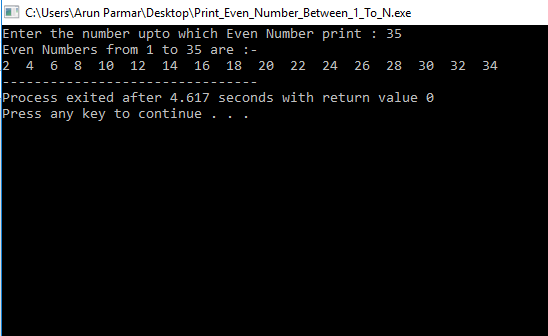 C:\Users\Arun Parmar\Desktop\Print_Even_Number_Between_1_To_N.exe
Enter the number upto which Even Number print : 35
Even Numbers from 1 to 35 are :-
2  4  6  8  10  12  14  16  18  20  22  24  26  28  30  32  34
--------------------------------
Process exited after 4.617 seconds with return value 0
Press any key to continue . . .